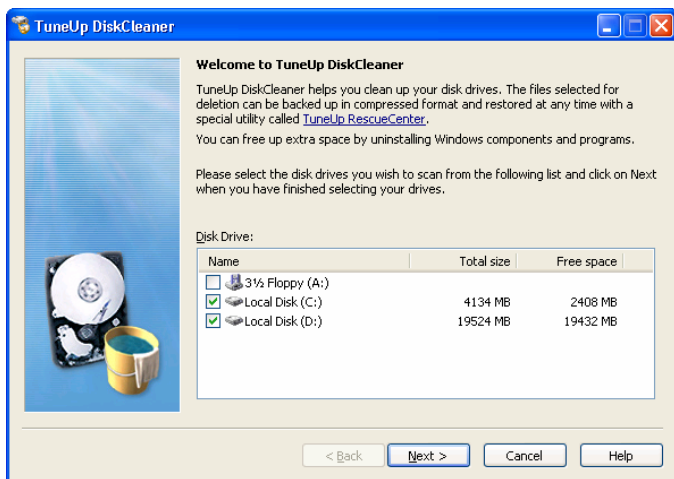 TuneUp DiskCleaner
Welcome to TuneUp DiskCleaner
TuneUp DiskCleaner helps you clean up your disk drives. The files selected for
deletion can be backed up in compressed format and restored at any time with a
special utility called TuneUp RescueCenter.
You can free up extra space by uninstalling Windows components and programs.
Please select the disk drives you wish to scan from the following list and click on Next
when you have finished selecting your drives.
Disk Drive:
Name Total size Free space
3½ Floppy (A:)
Local Disk (C:) 4134 MB 2408 MB
Local Disk (D:) 19524 MB 19432 MB
< Back Next > Cancel Help